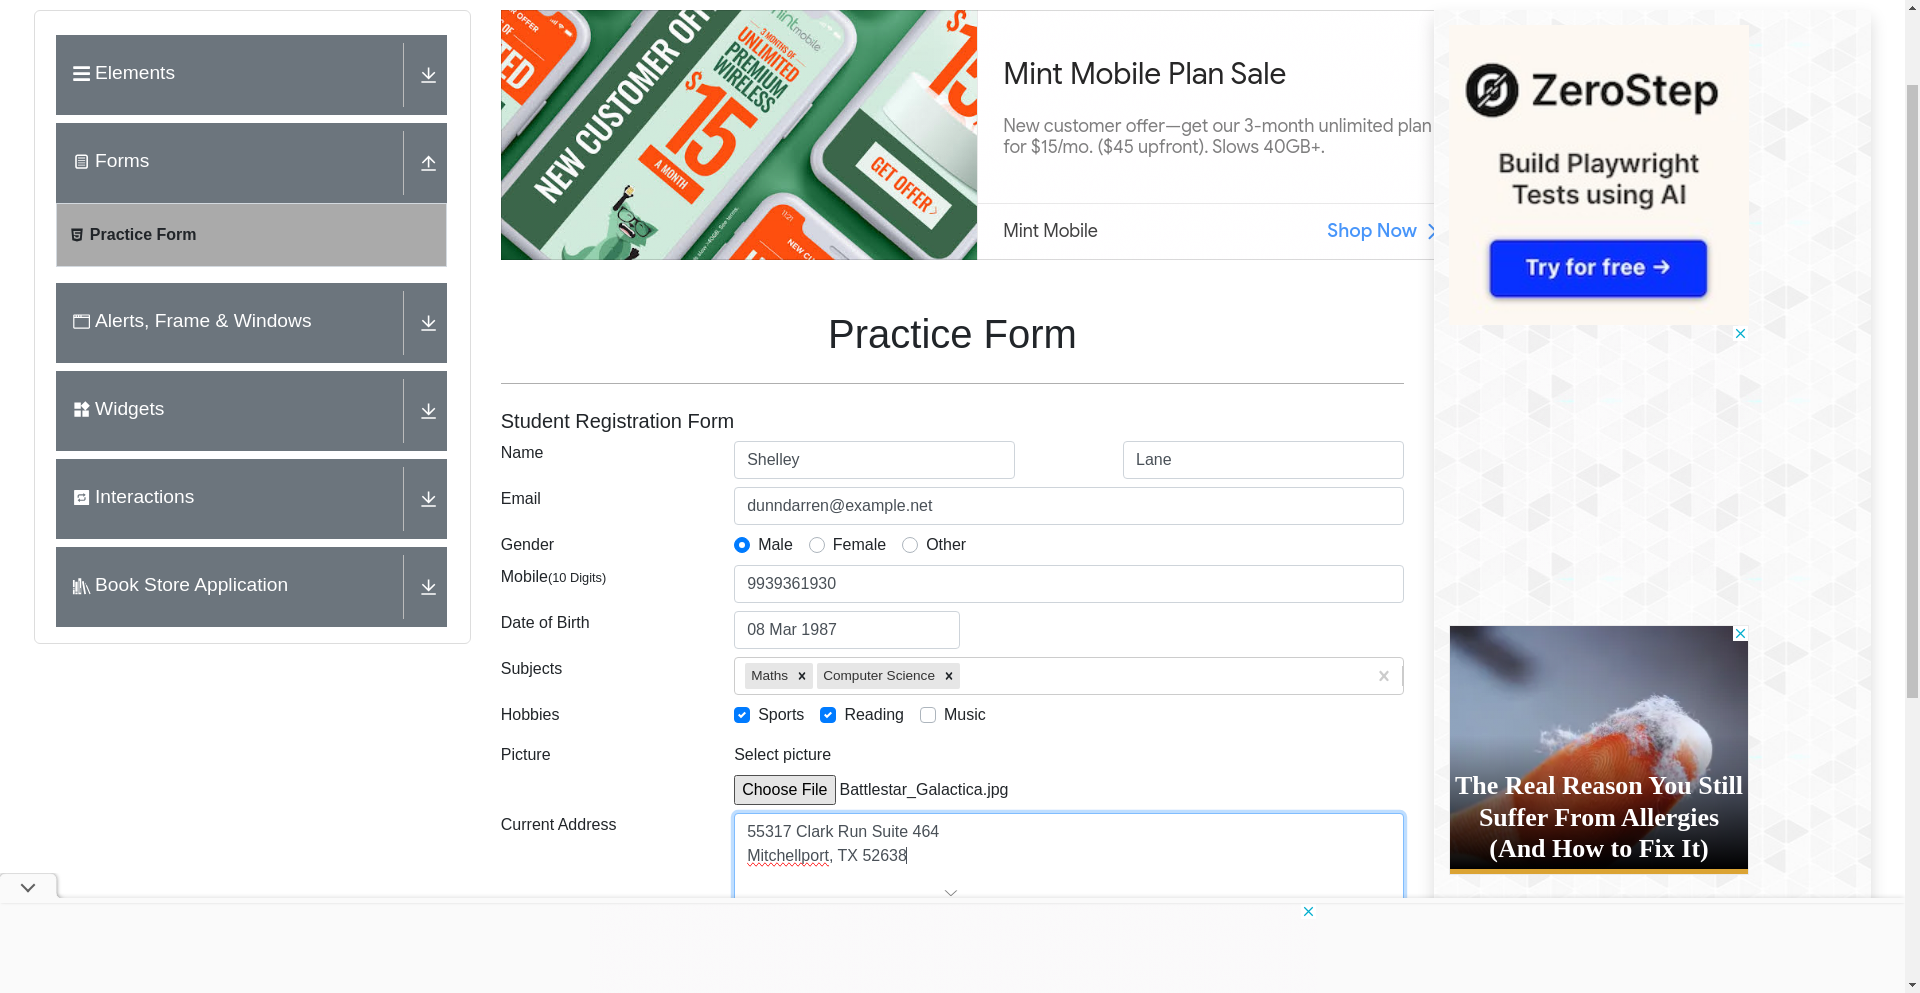 Elements
Forms
Practice Form
Alerts, Frame & Windows
Widgets
Interactions
Book Store Application
NEW CUSTOMER OFF
mintmobile
3 MONTHS OF
UNLIMITED
PREMIUM
WIRELESS
$15
A MONTH
GET OFFER
Mint Mobile Plan Sale
New customer offer—get our 3-month unlimited plan
for $15/mo. ($45 upfront). Slows 40GB+.
Mint Mobile
Shop Now
ZeroStep
Build Playwright
Tests using AI
Try for free →
Practice Form
Student Registration Form
Name
Shelley
Lane
Email
dunndarren@example.net
Gender
Male
Female
Other
Mobile(10 Digits)
9939361930
Date of Birth
08 Mar 1987
Subjects
Maths
Computer Science
Hobbies
Sports
Reading
Music
Picture
Select picture
Choose File Battlestar_Galactica.jpg
Current Address
55317 Clark Run Suite 464
Mitchellport, TX 52638
The Real Reason You Still
Suffer From Allergies
(And How to Fix It)